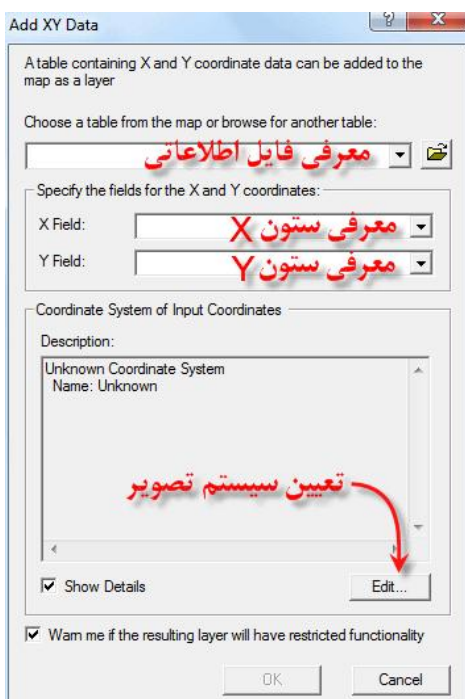 Add XY Data
A table containing X and Y coordinate data can be added to the
map as a layer
Choose a table from the map or browse for another table:
معرفی فایل اطلاعاتی
Specify the fields for the X and Y coordinates:
X Field:
معرفی ستون X
Y Field:
معرفی ستون Y
Coordinate System of Input Coordinates
Description:
Unknown Coordinate System
Name: Unknown
تعیین سیستم تصویر
Show Details
Edit...
Warn me if the resulting layer will have restricted functionality
OK
Cancel